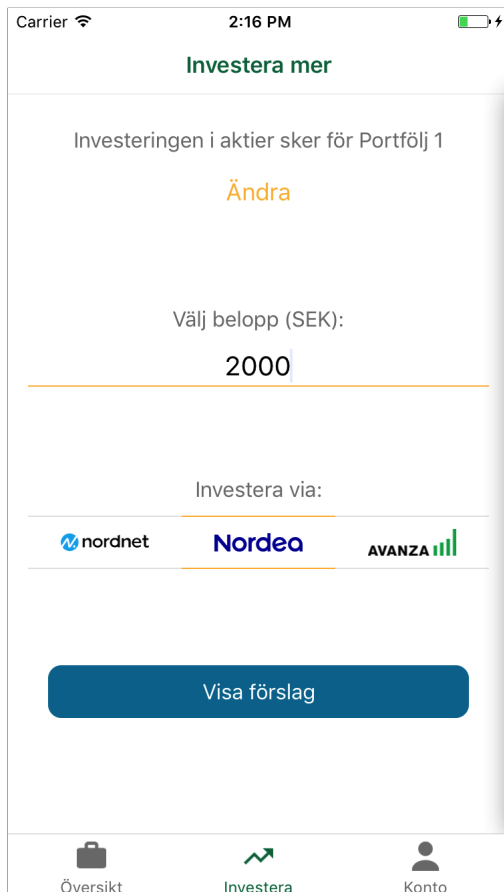 Carrier 2:16 PM
Investera mer
Investeringen i aktier sker för Portfölj 1
Ändra
Välj belopp (SEK):
2000
Investera via:
nordnet Nordea AVANZA
Visa förslag
Översikt Investera Konto